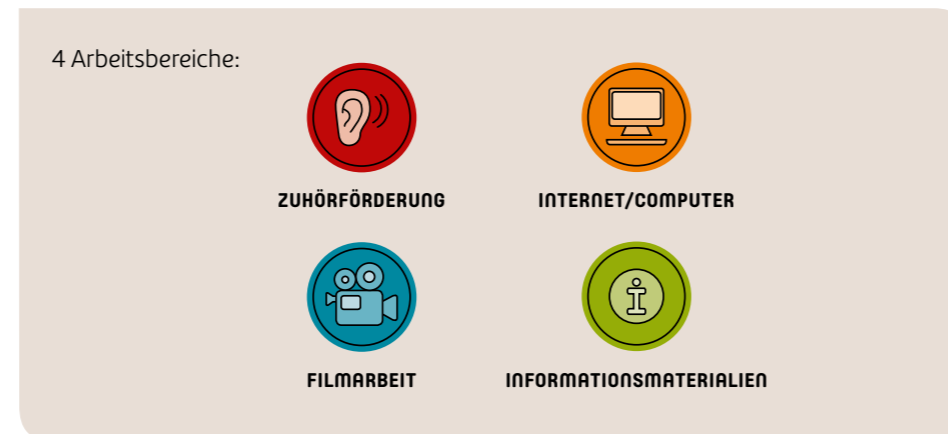 4 Arbeitsbereiche:
ZUHÖRFÖRDERUNG
INTERNET/COMPUTER
FILMARBEIT
INFORMATIONSMATERIALIEN